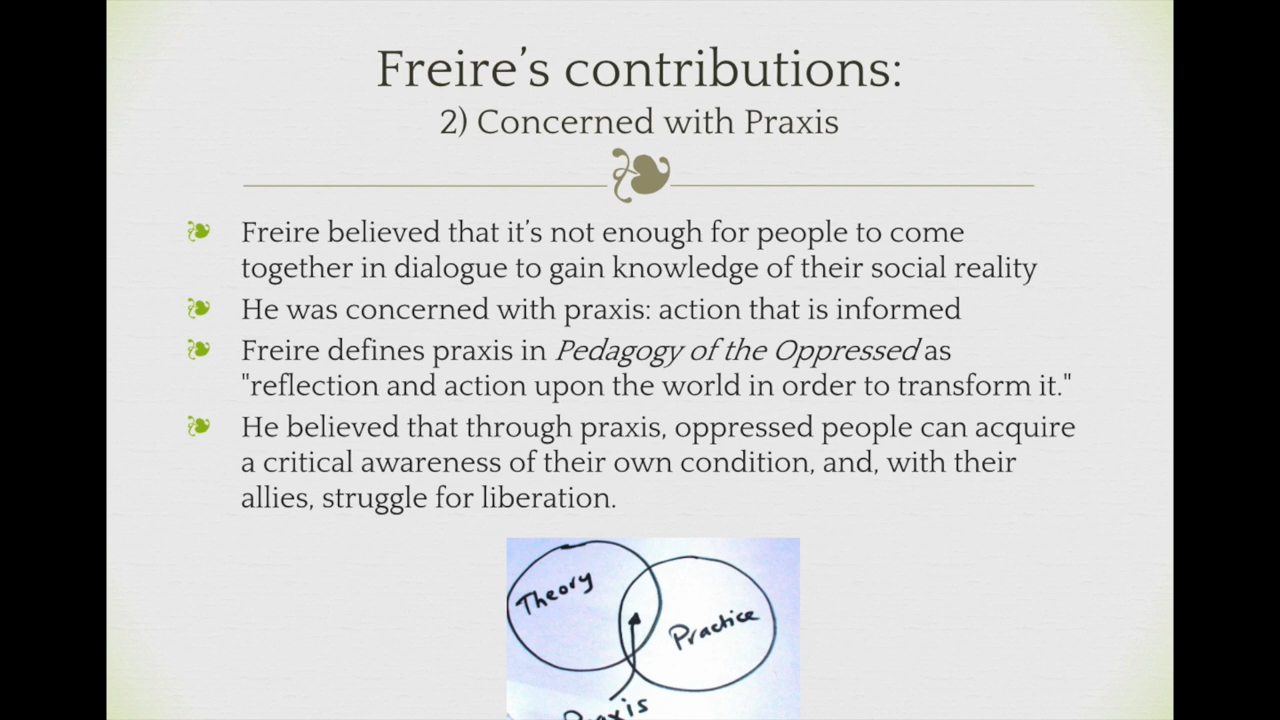 Freire’s contributions:
2) Concerned with Praxis
Freire believed that it’s not enough for people to come
together in dialogue to gain knowledge of their social reality
He was concerned with praxis: action that is informed
Freire defines praxis in Pedagogy of the Oppressed as
"reflection and action upon the world in order to transform it."
He believed that through praxis, oppressed people can acquire
a critical awareness of their own condition, and, with their
allies, struggle for liberation.
Theory
Practice
Praxis